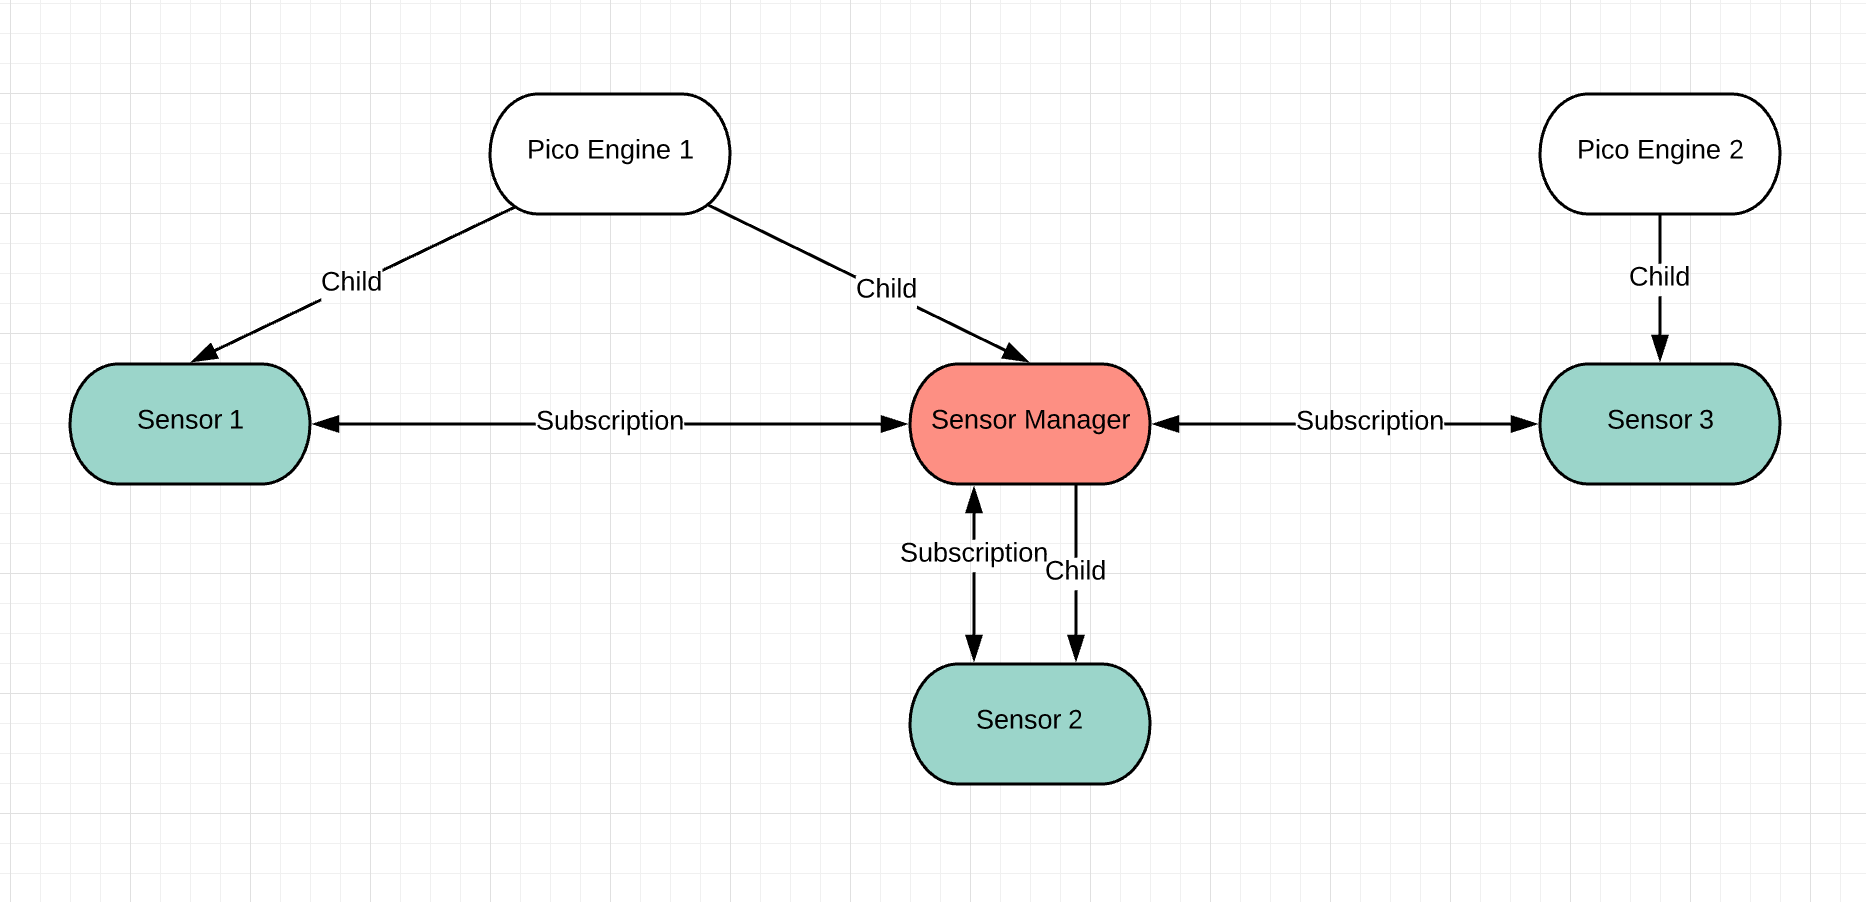 Pico Engine 1
Pico Engine 2
Child
Child
Child
Sensor 1
Subscription
Sensor Manager
Subscription
Sensor 3
Subscription
Child
Sensor 2